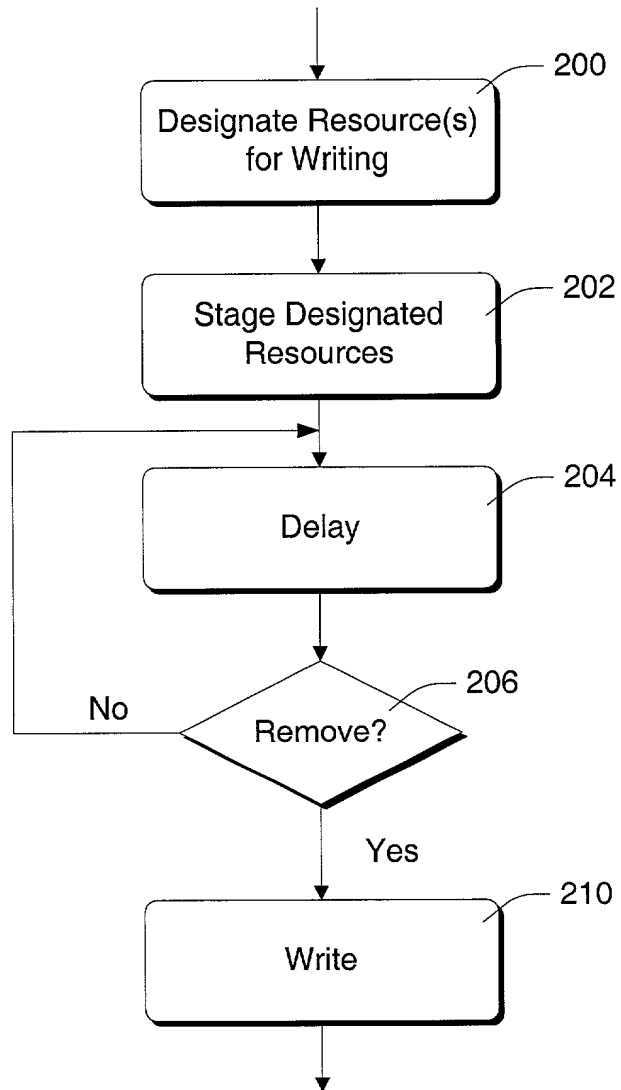 200
Designate Resource(s)
for Writing
202
Stage Designated
Resources
204
Delay
206
No
Remove?
Yes
210
Write